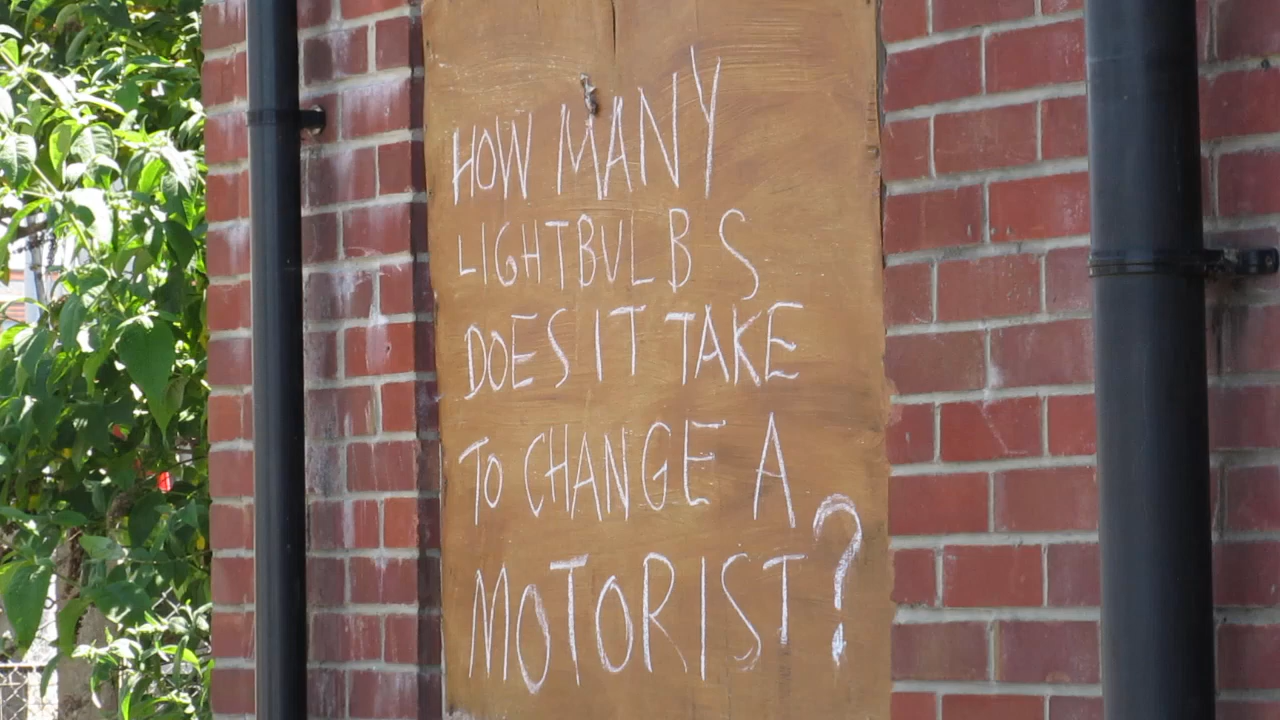 HOW MANY
LIGHTBULBS
DOES IT TAKE
TO CHANGE A
MOTORIST?